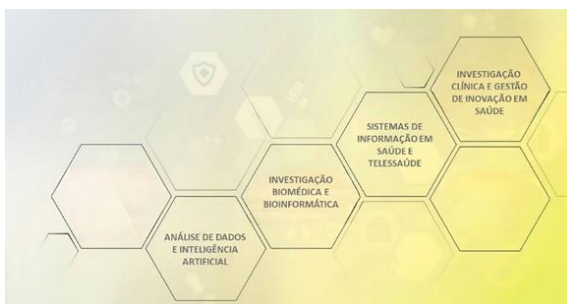 INVESTIGAÇÃO
CLÍNICA E GESTÃO
DE INOVAÇÃO EM
SAÚDE
SISTEMAS DE
INFORMAÇÃO EM
SAÚDE E
TELESSAÚDE
INVESTIGAÇÃO
BIOMÉDICA E
BIOINFORMÁTICA
ANÁLISE DE DADOS
E INTELIGÊNCIA
ARTIFICIAL